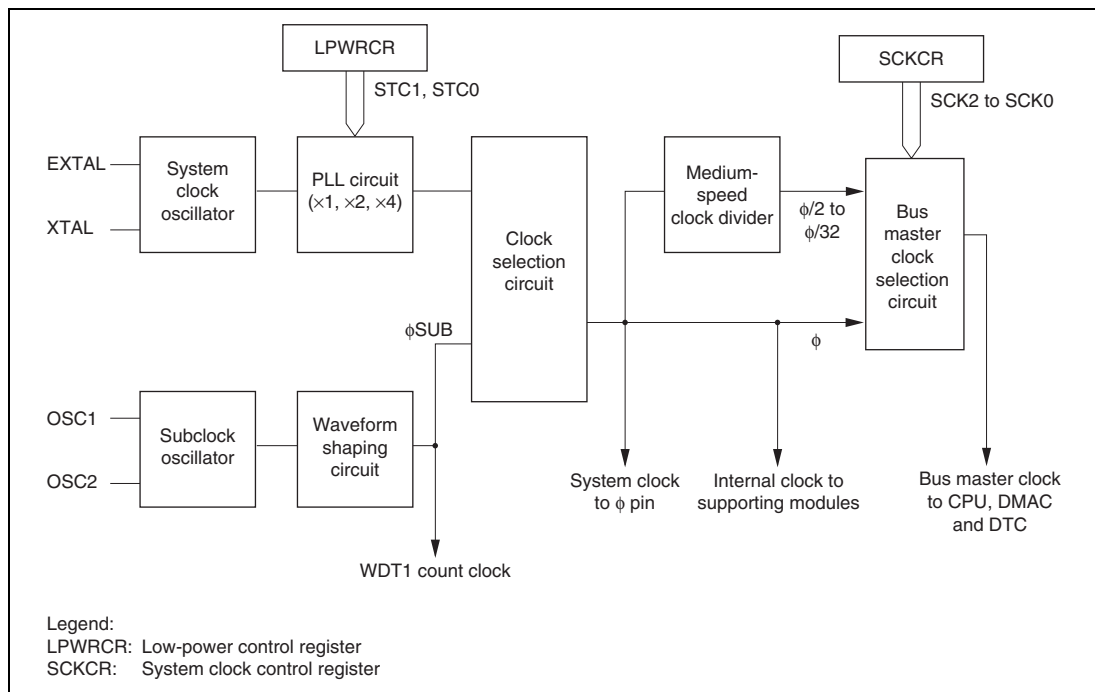 LPWRCR
STC1, STC0
SCKCR
SCK2 to SCK0
EXTAL
XTAL
System
clock
oscillator
PLL circuit
(×1, ×2, ×4)
Clock
selection
circuit
Medium-
speed
clock divider
ϕ/2 to
ϕ/32
Bus
master
clock
selection
circuit
ϕSUB
ϕ
OSC1
OSC2
Subclock
oscillator
Waveform
shaping
circuit
System clock
to ϕ pin
Internal clock to
supporting modules
Bus master clock
to CPU, DMAC
and DTC
WDT1 count clock
Legend:
LPWRCR: Low-power control register
SCKCR: System clock control register